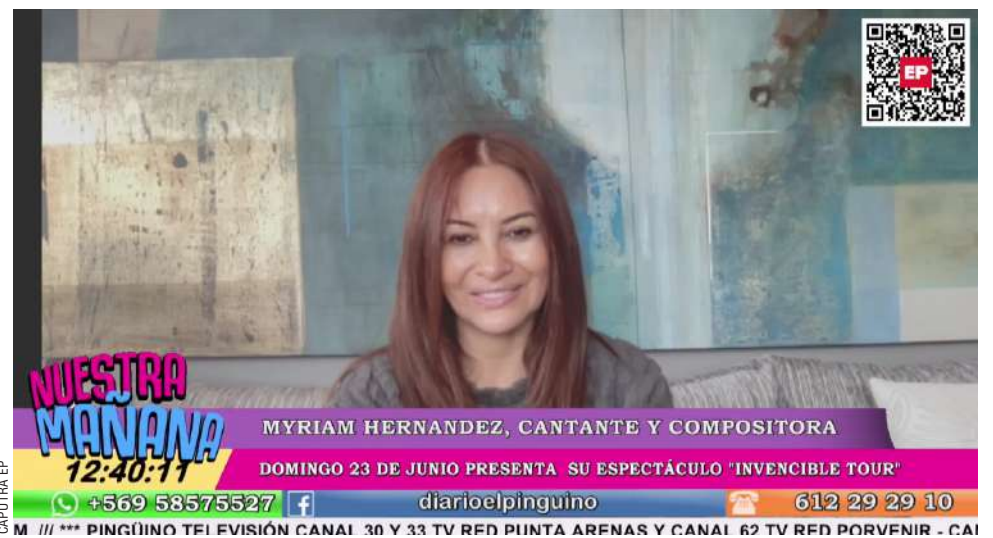 EP
NUESTRA
MAÑANA
MYRIAM HERNANDEZ, CANTANTE Y COMPOSITORA
12:40:11
DOMINGO 23 DE JUNIO PRESENTA SU ESPECTÁCULO "INVENCIBLE TOUR"
+569 58575527
f
diarioelpinguino
612 29 29 10
M /// *** PINGÜINO TELEVISIÓN CANAL 30 Y 33 TV RED PUNTA ARENAS Y CANAL 62 TV RED PORVENIR - CA
CAPUTRA EP